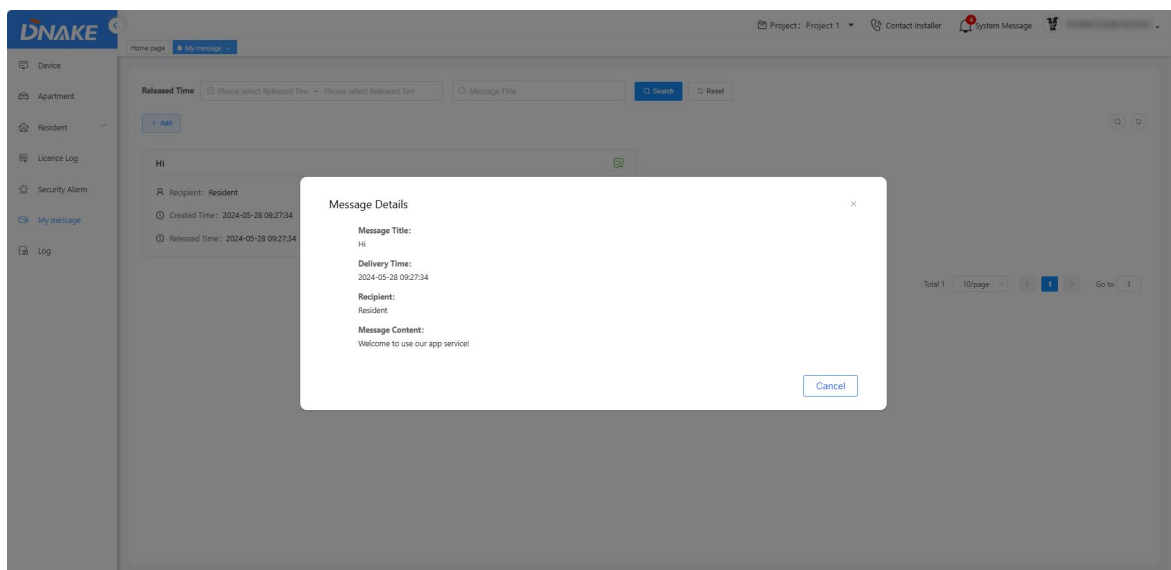 DNAKE
Project: Project 1
Contact Installer
4
System Message
Home page
My message
Device
Apartment
Resident
Licence Log
Security Alarm
My message
Log
Released Time
Please select Released Tim - Please select Released Tim
Message Title
Search
Reset
+ Add
Hi
Recipient: Resident
Created Time: 2024-05-28 09:27:34
Released Time: 2024-05-28 09:27:34
Message Details
Message Title:
Hi
Delivery Time:
2024-05-28 09:27:34
Recipient:
Resident
Message Content:
Welcome to use our app service!
Cancel
Total 1
10/page
1
Go to 1